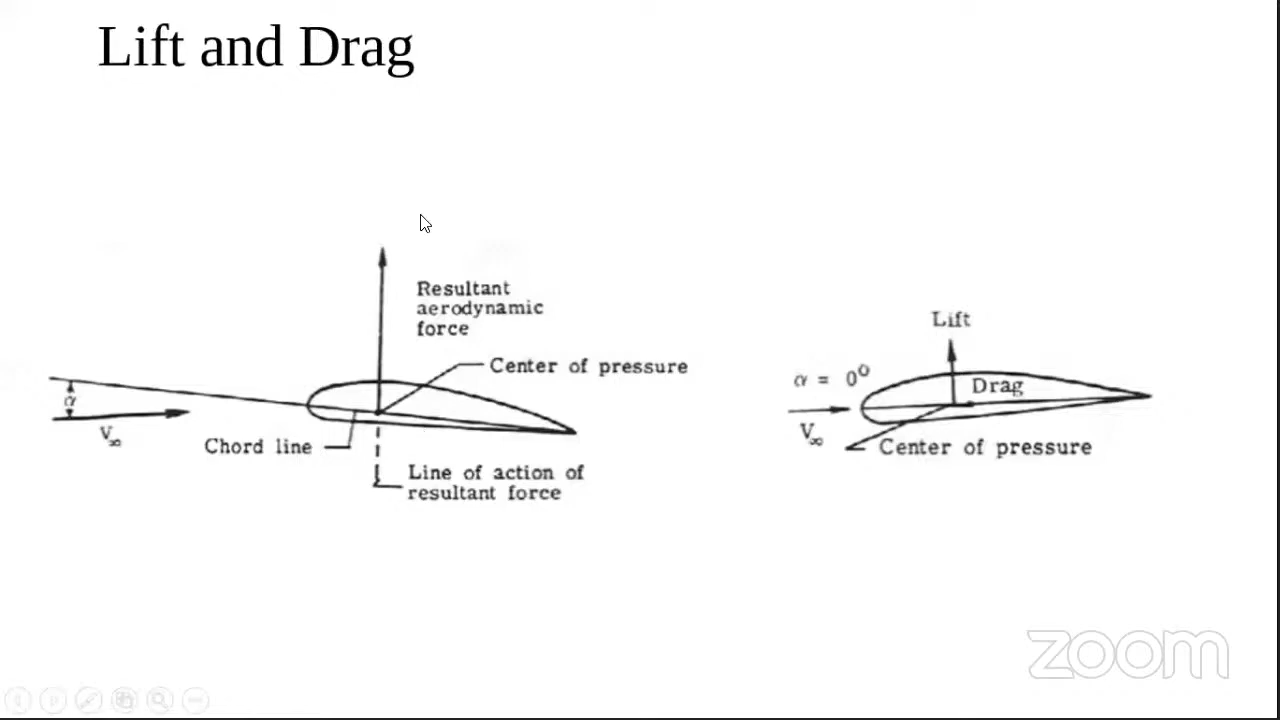 Lift and Drag
Resultant
aerodynamic
force
Center of pressure
α
V∞
Chord line
Line of action of
resultant force
Lift
α = 0°
Drag
V∞
Center of pressure
zoom